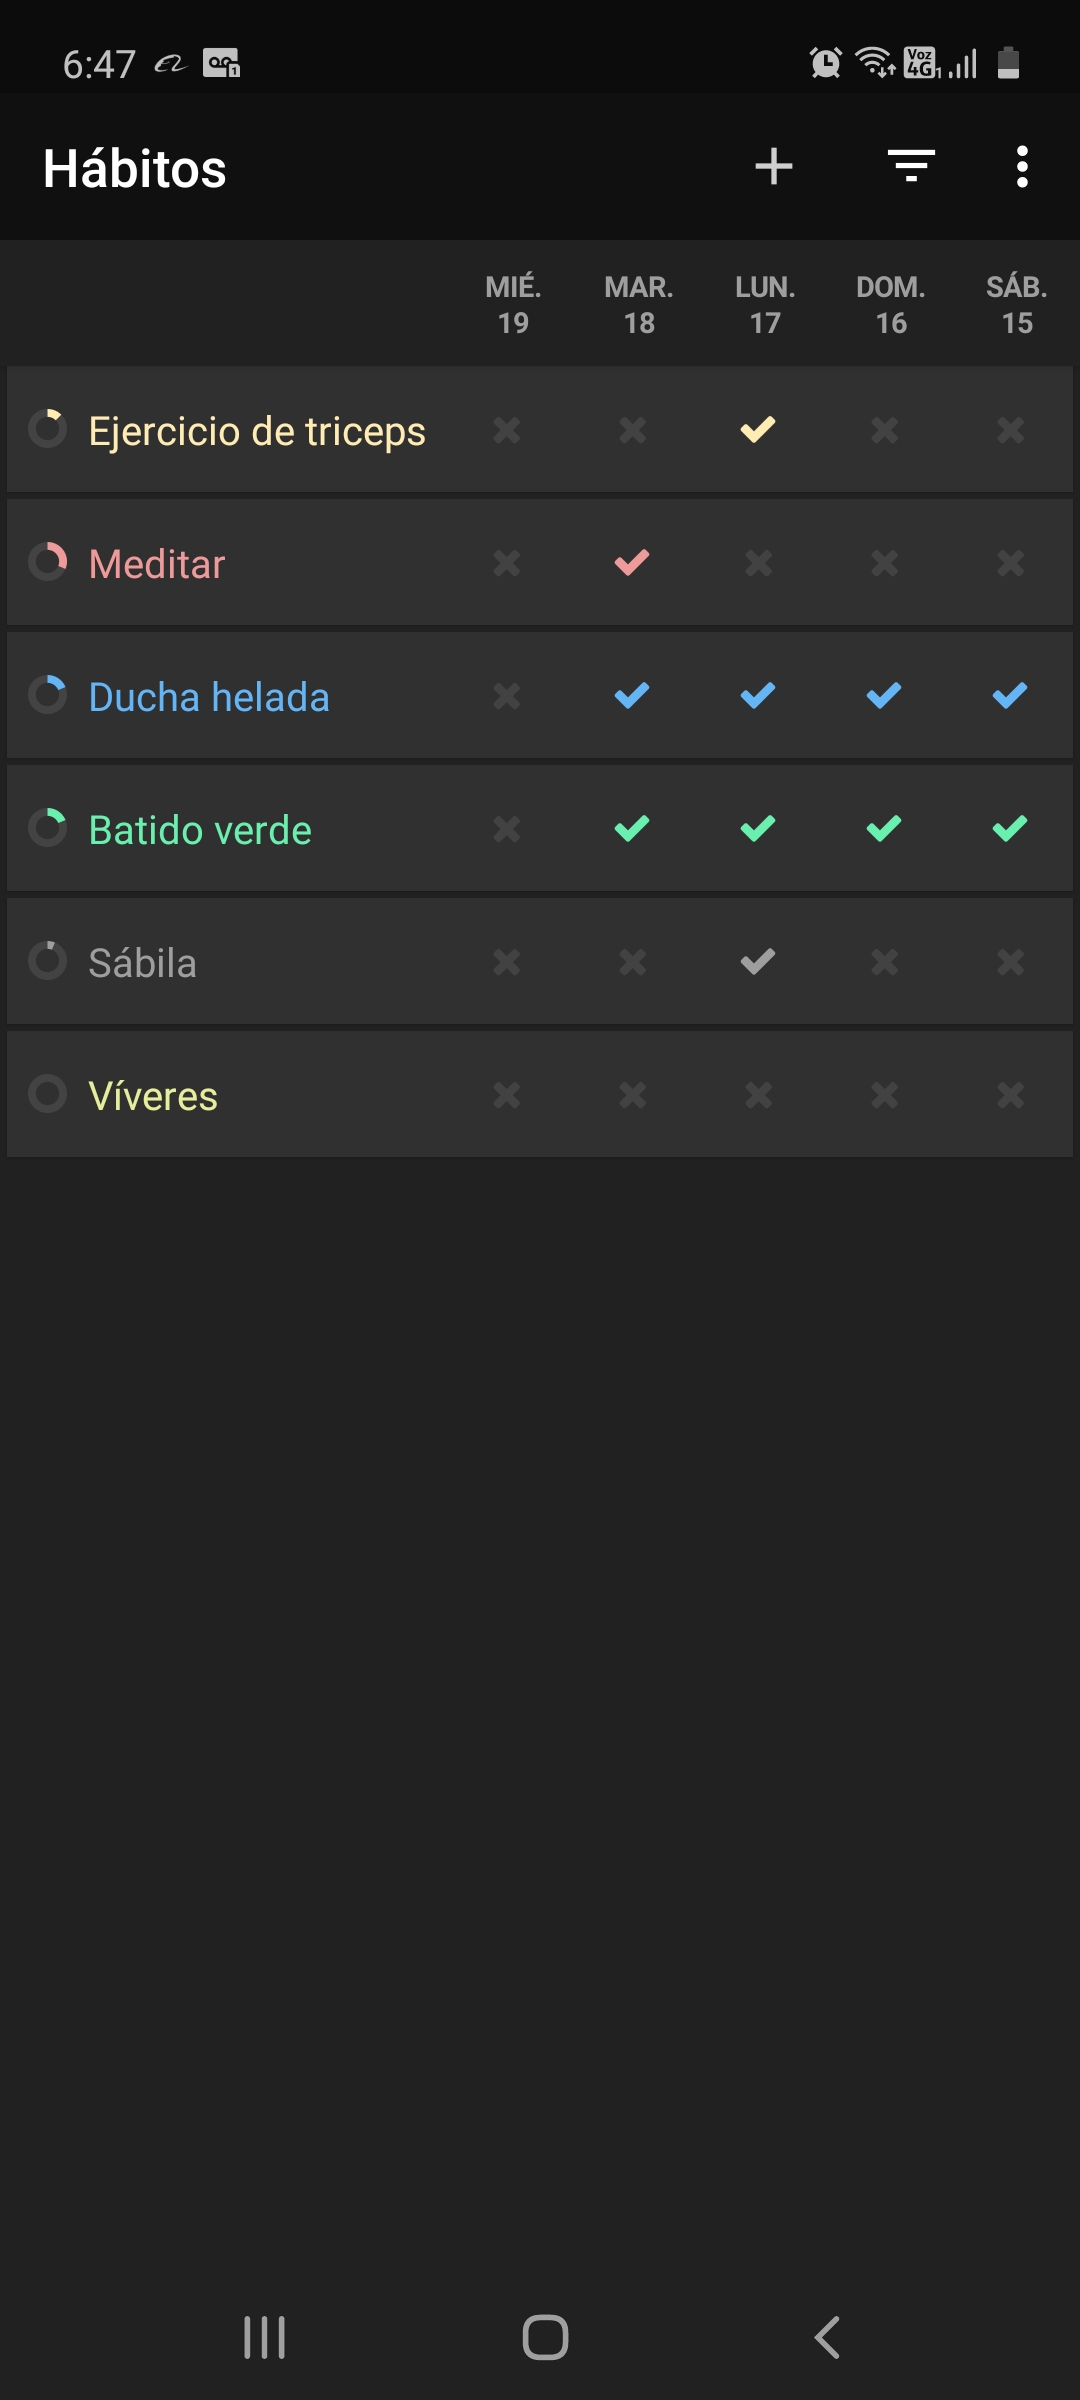 6:47
Voz
4G 1
Hábitos
MIÉ. MAR. LUN. DOM. SÁB.
19 18 17 16 15
Ejercicio de triceps
Meditar
Ducha helada
Batido verde
Sábila
Víveres